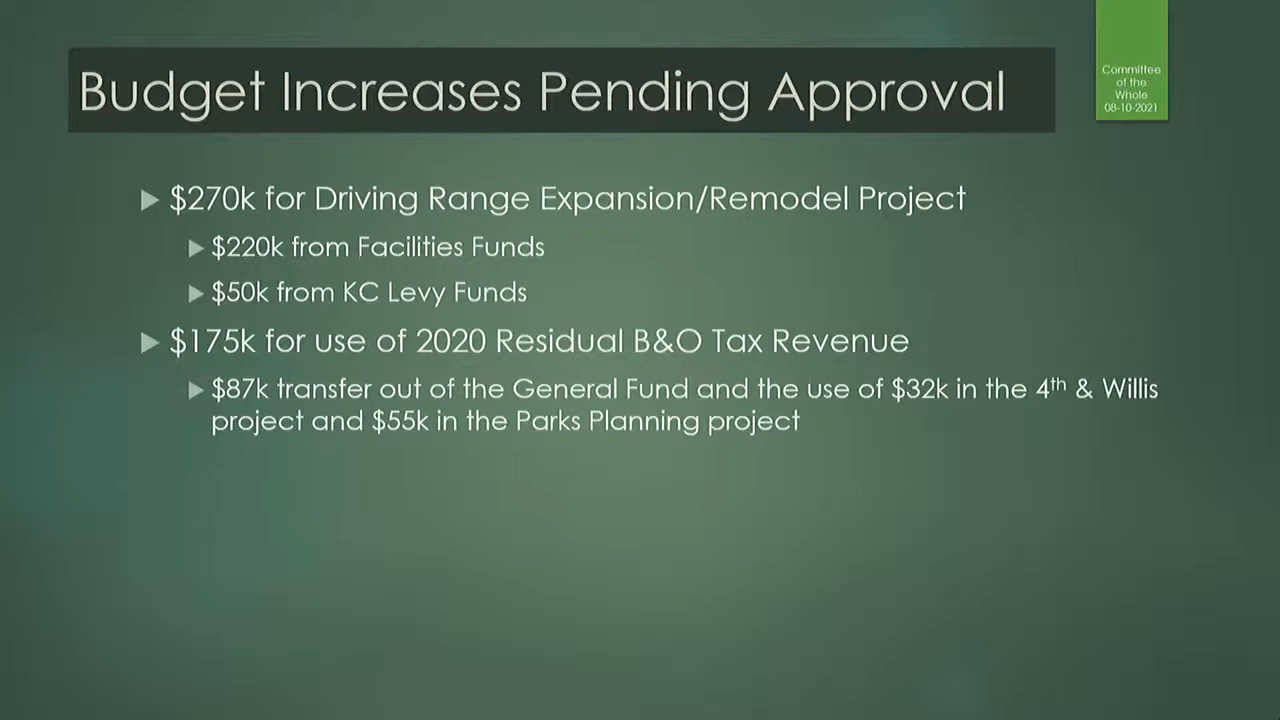 Budget Increases Pending Approval
Committee
of the
Whole
08-10-2021
$270k for Driving Range Expansion/Remodel Project
$220k from Facilities Funds
$50k from KC Levy Funds
$175k for use of 2020 Residual B&O Tax Revenue
$87k transfer out of the General Fund and the use of $32k in the 4th & Willis
project and $55k in the Parks Planning project